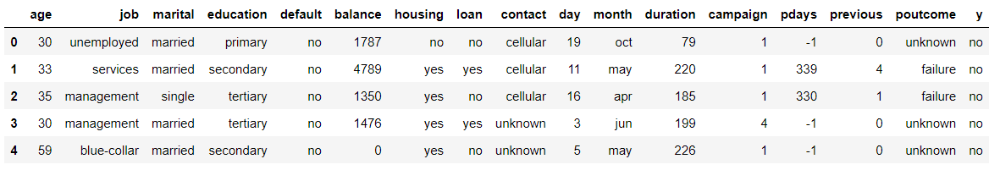 age job marital education default balance housing loan contact day month duration campaign pdays previous poutcome y
0 30 unemployed married primary no 1787 no no cellular 19 oct 79 1 -1 0 unknown no
1 33 services married secondary no 4789 yes yes cellular 11 may 220 1 339 4 failure no
2 35 management single tertiary no 1350 yes no cellular 16 apr 185 1 330 1 failure no
3 30 management married tertiary no 1476 yes yes unknown 3 jun 199 4 -1 0 unknown no
4 59 blue-collar married secondary no 0 yes no unknown 5 may 226 1 -1 0 unknown no